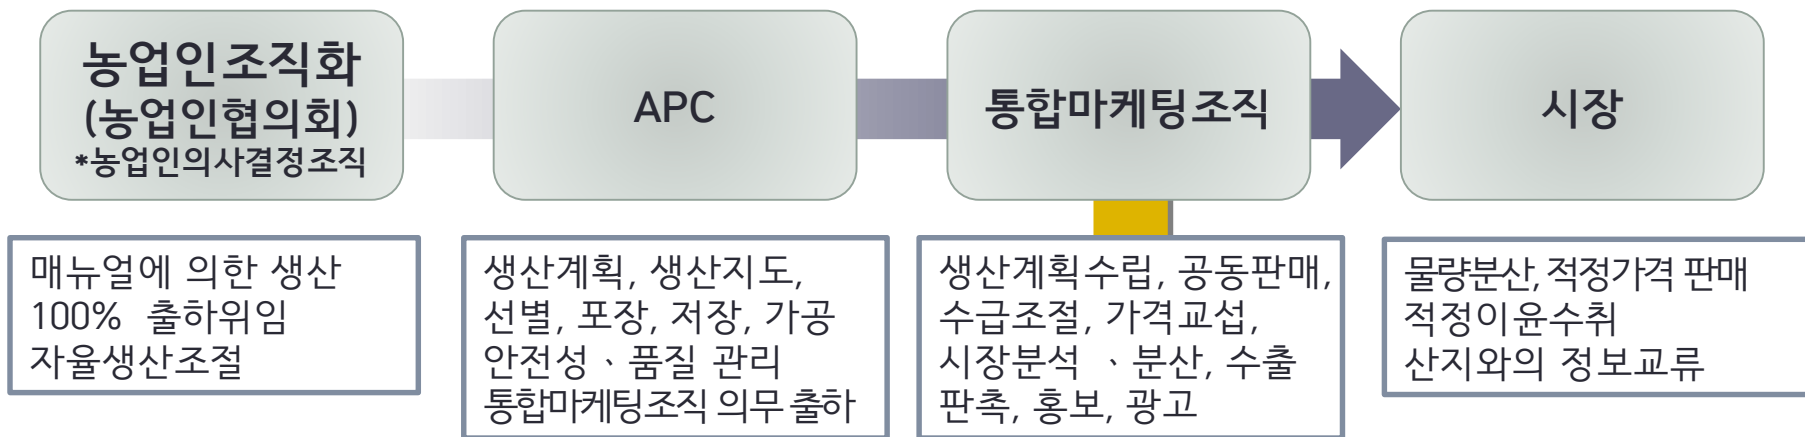 농업인조직화
(농업인협의회)
*농업인의사결정조직
APC
통합마케팅조직
시장
매뉴얼에 의한 생산
100% 출하위임
자율생산조절
생산계획, 생산지도,
선별, 포장, 저장, 가공
안전성、품질 관리
통합마케팅조직 의무 출하
생산계획수립, 공동판매,
수급조절, 가격교섭,
시장분석 、분산, 수출
판촉, 홍보, 광고
물량분산, 적정가격 판매
적정이윤수취
산지와의 정보교류